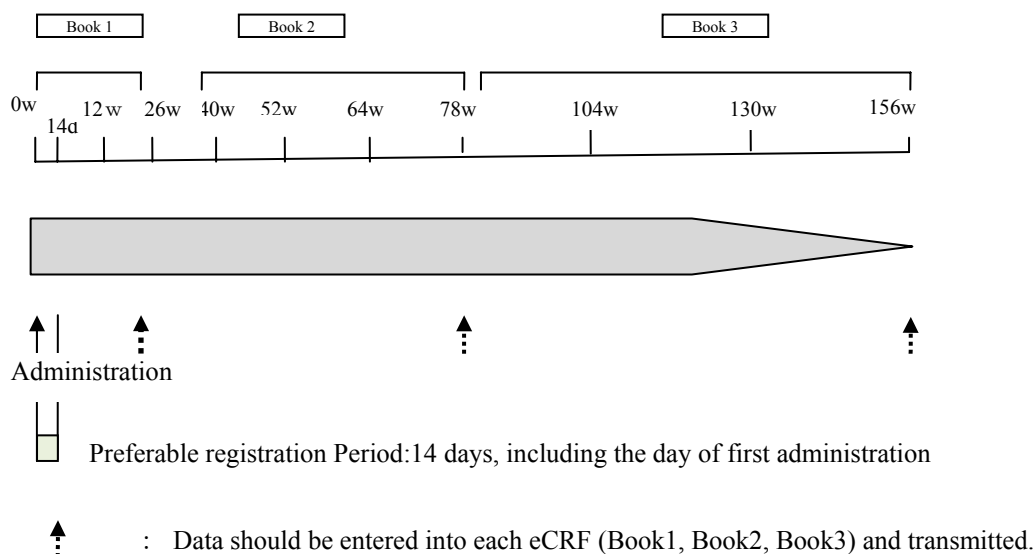 Book 1 Book 2 Book 3
0w 14d 12 w 26w 40w 52w 64w 78w 104w 130w 156w
Administration
Preferable registration Period:14 days, including the day of first administration
: Data should be entered into each eCRF (Book1, Book2, Book3) and transmitted